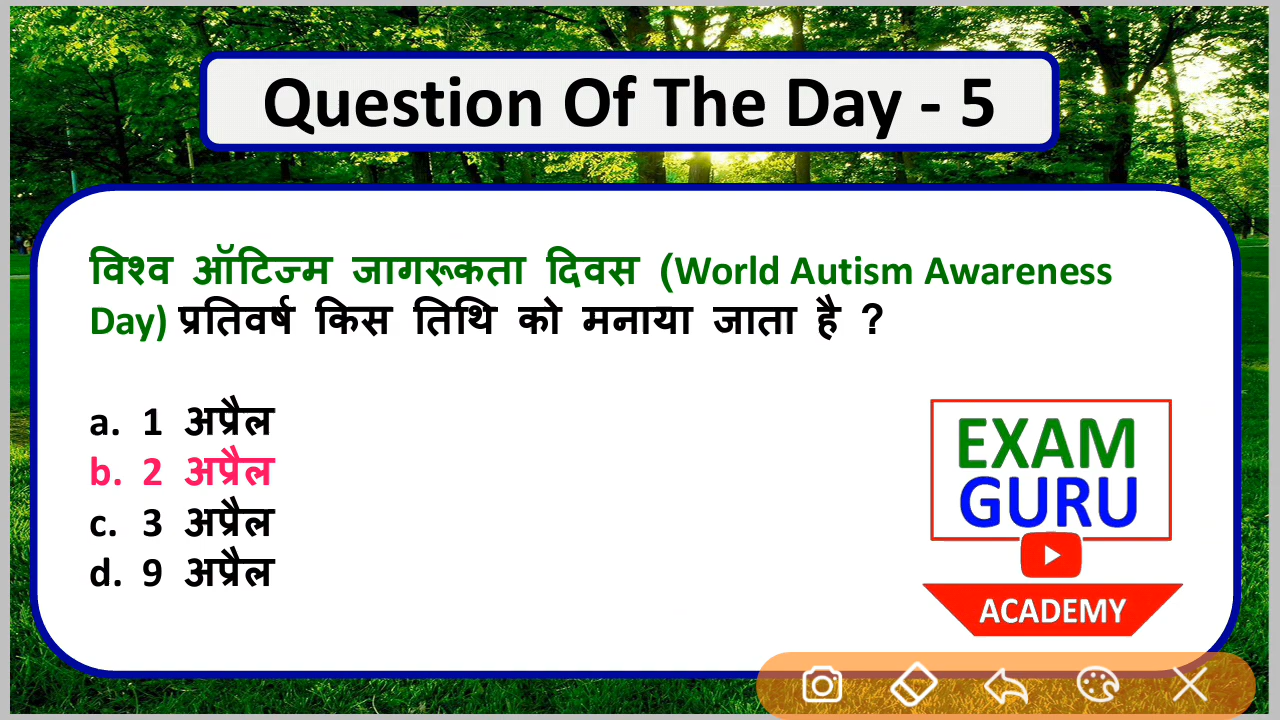 Question Of The Day - 5
विश्व ऑटिज्म जागरूकता दिवस (World Autism Awareness
Day) प्रतिवर्ष किस तिथि को मनाया जाता है ?
a. 1 अप्रैल
b. 2 अप्रैल
c. 3 अप्रैल
d. 9 अप्रैल
EXAM
GURU
ACADEMY